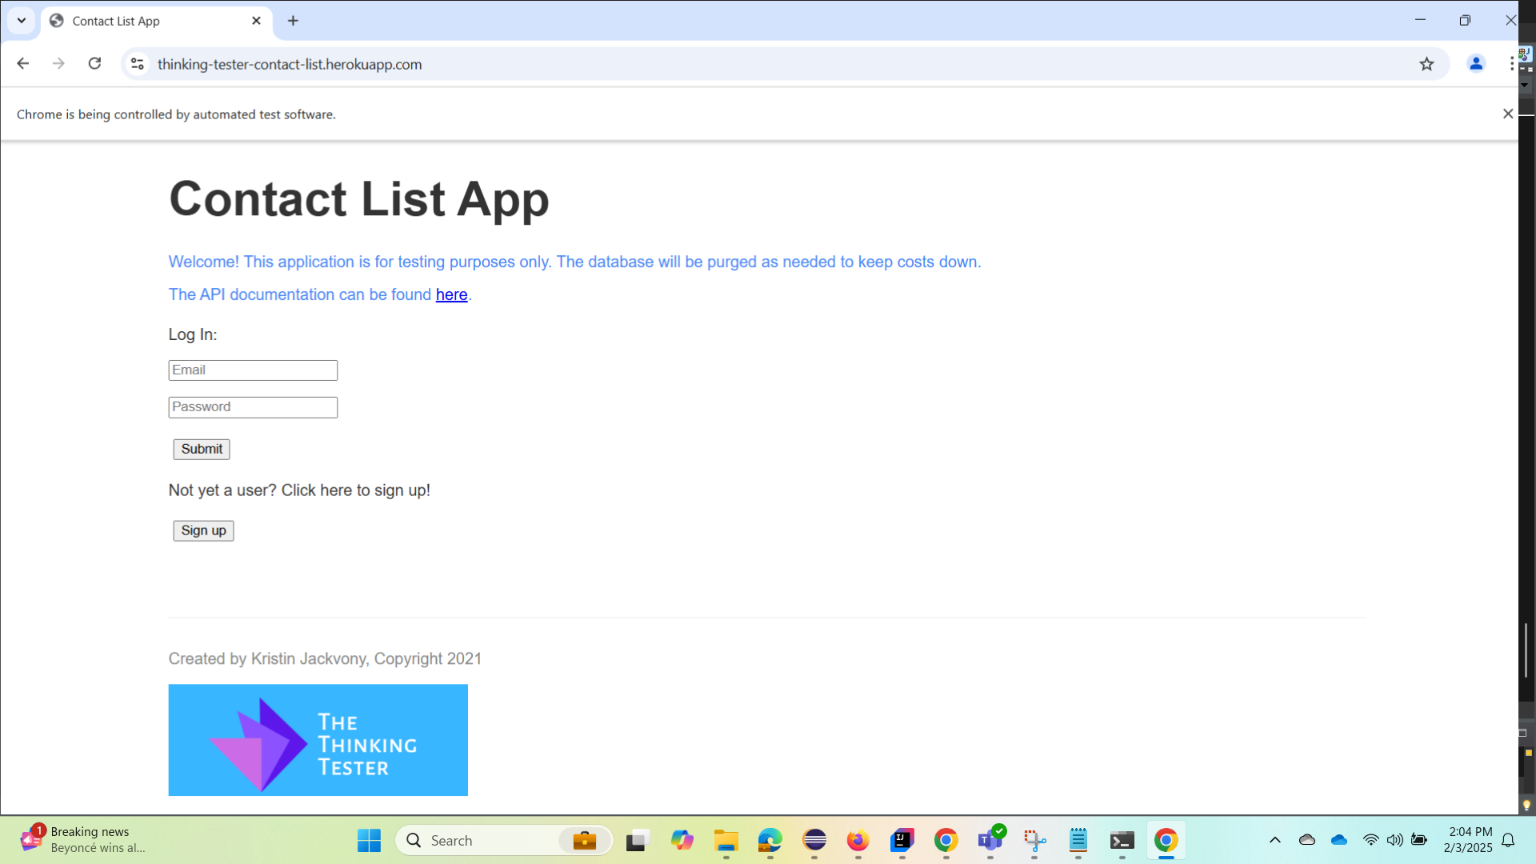 Contact List App
thinking-tester-contact-list.herokuapp.com
Chrome is being controlled by automated test software.
Contact List App
Welcome! This application is for testing purposes only. The database will be purged as needed to keep costs down.
The API documentation can be found here.
Log In:
Email
Password
Submit
Not yet a user? Click here to sign up!
Sign up
Created by Kristin Jackvony, Copyright 2021
THE
THINKING
TESTER
1
Breaking news
Beyoncé wins al...
Search
2:04 PM
2/3/2025